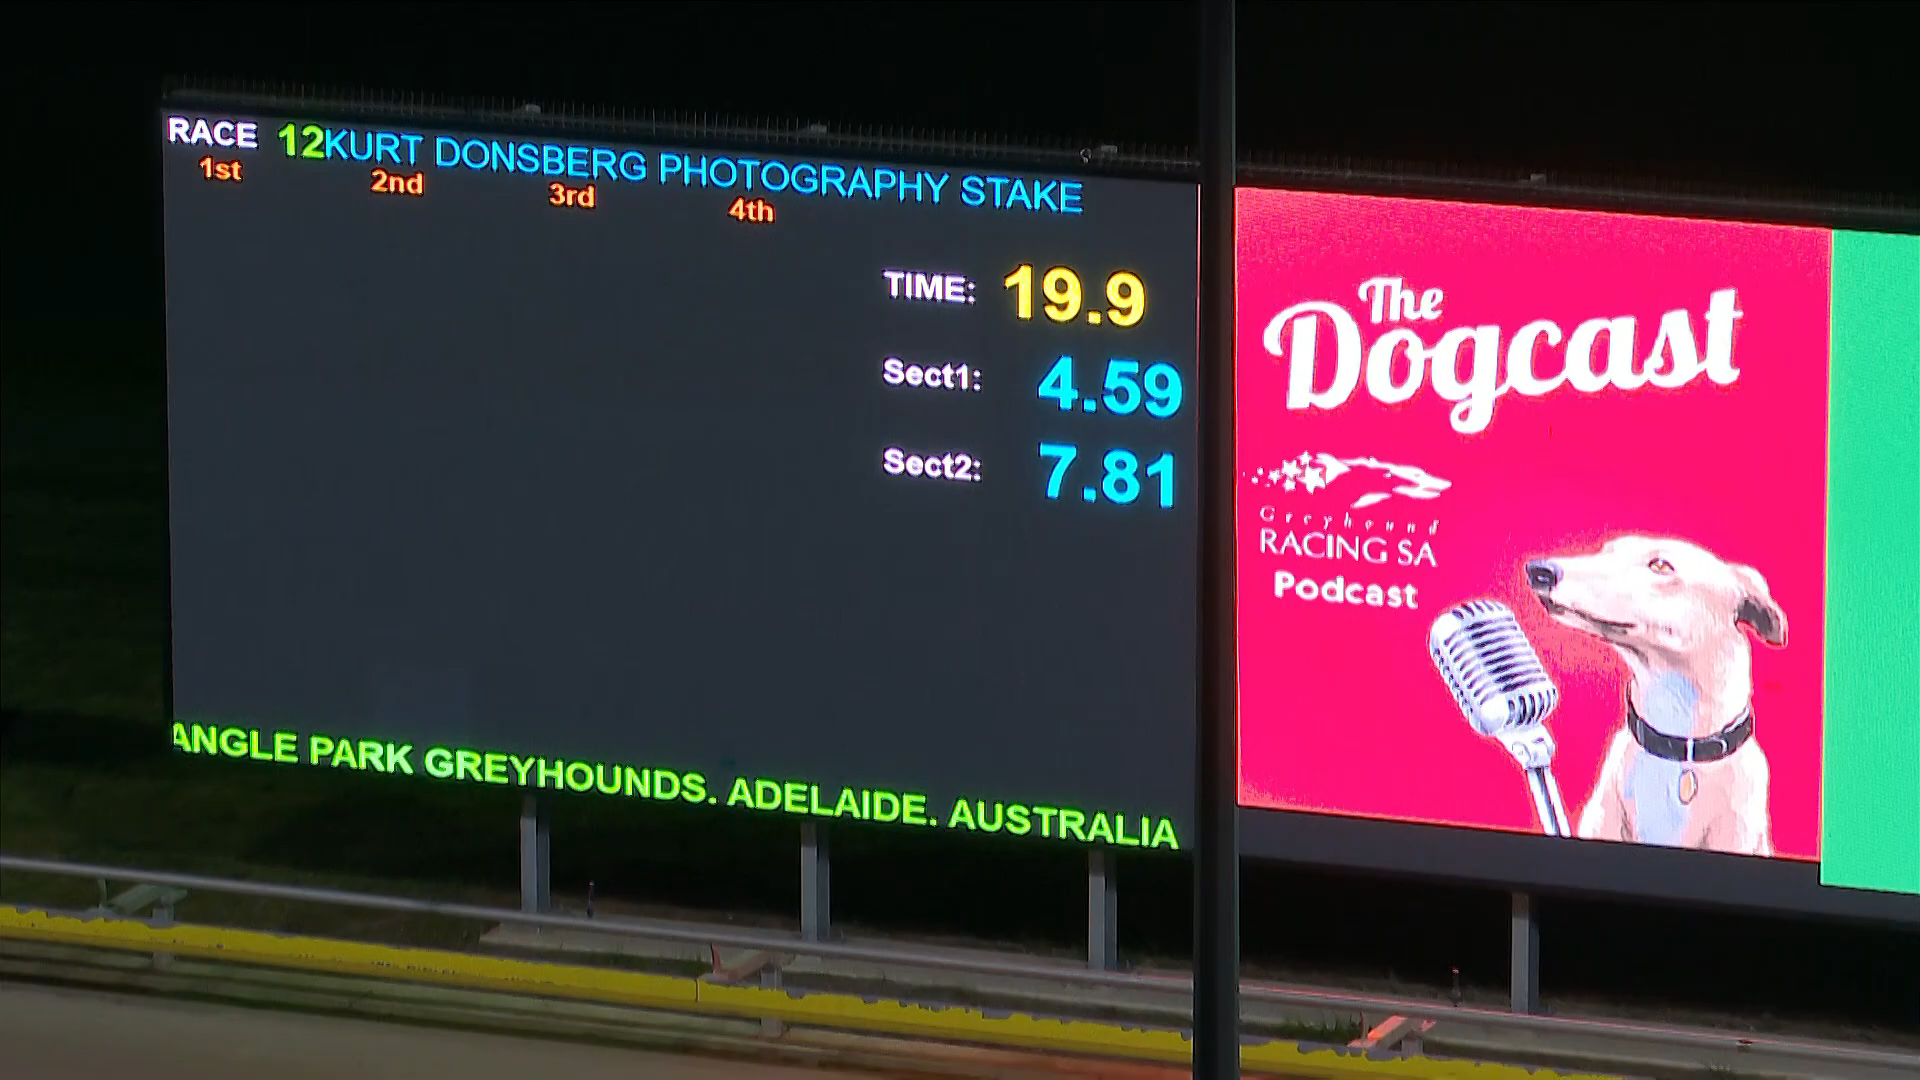 RACE 12KURT DONSBERG PHOTOGRAPHY STAKE
1st 2nd 3rd 4th
TIME: 19.9
Sect1: 4.59
Sect2: 7.81
ANGLE PARK GREYHOUNDS. ADELAIDE. AUSTRALIA
The
Dogcast
Greyhound
RACING SA
Podcast